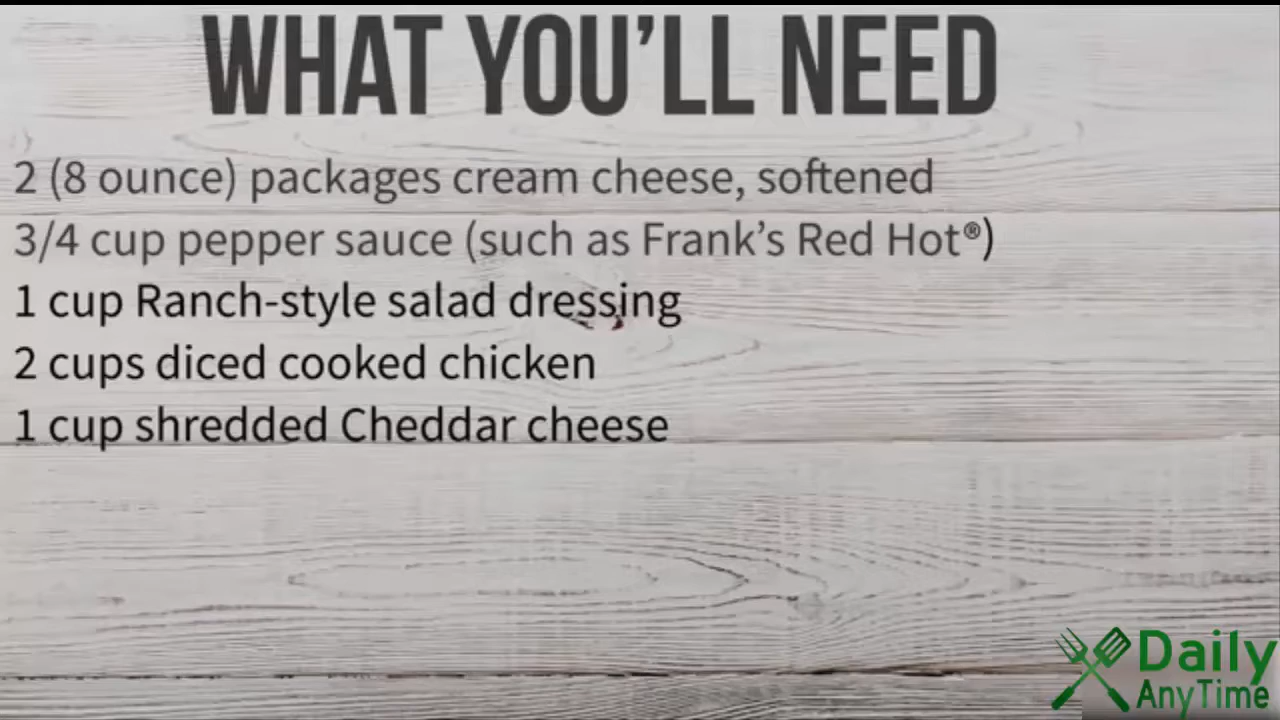 WHAT YOU'LL NEED
2 (8 ounce) packages cream cheese, softened
3/4 cup pepper sauce (such as Frank's Red Hot®)
1 cup Ranch-style salad dressing
2 cups diced cooked chicken
1 cup shredded Cheddar cheese
Daily
AnyTime